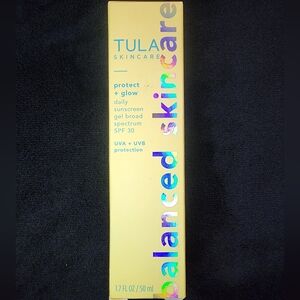 TULA
SKINCARE
protect
+ glow
daily
sunscreen
gel broad
spectrum
SPF 30
UVA + UVB
protection
1.7 FL OZ / 50 ml
balanced skincare